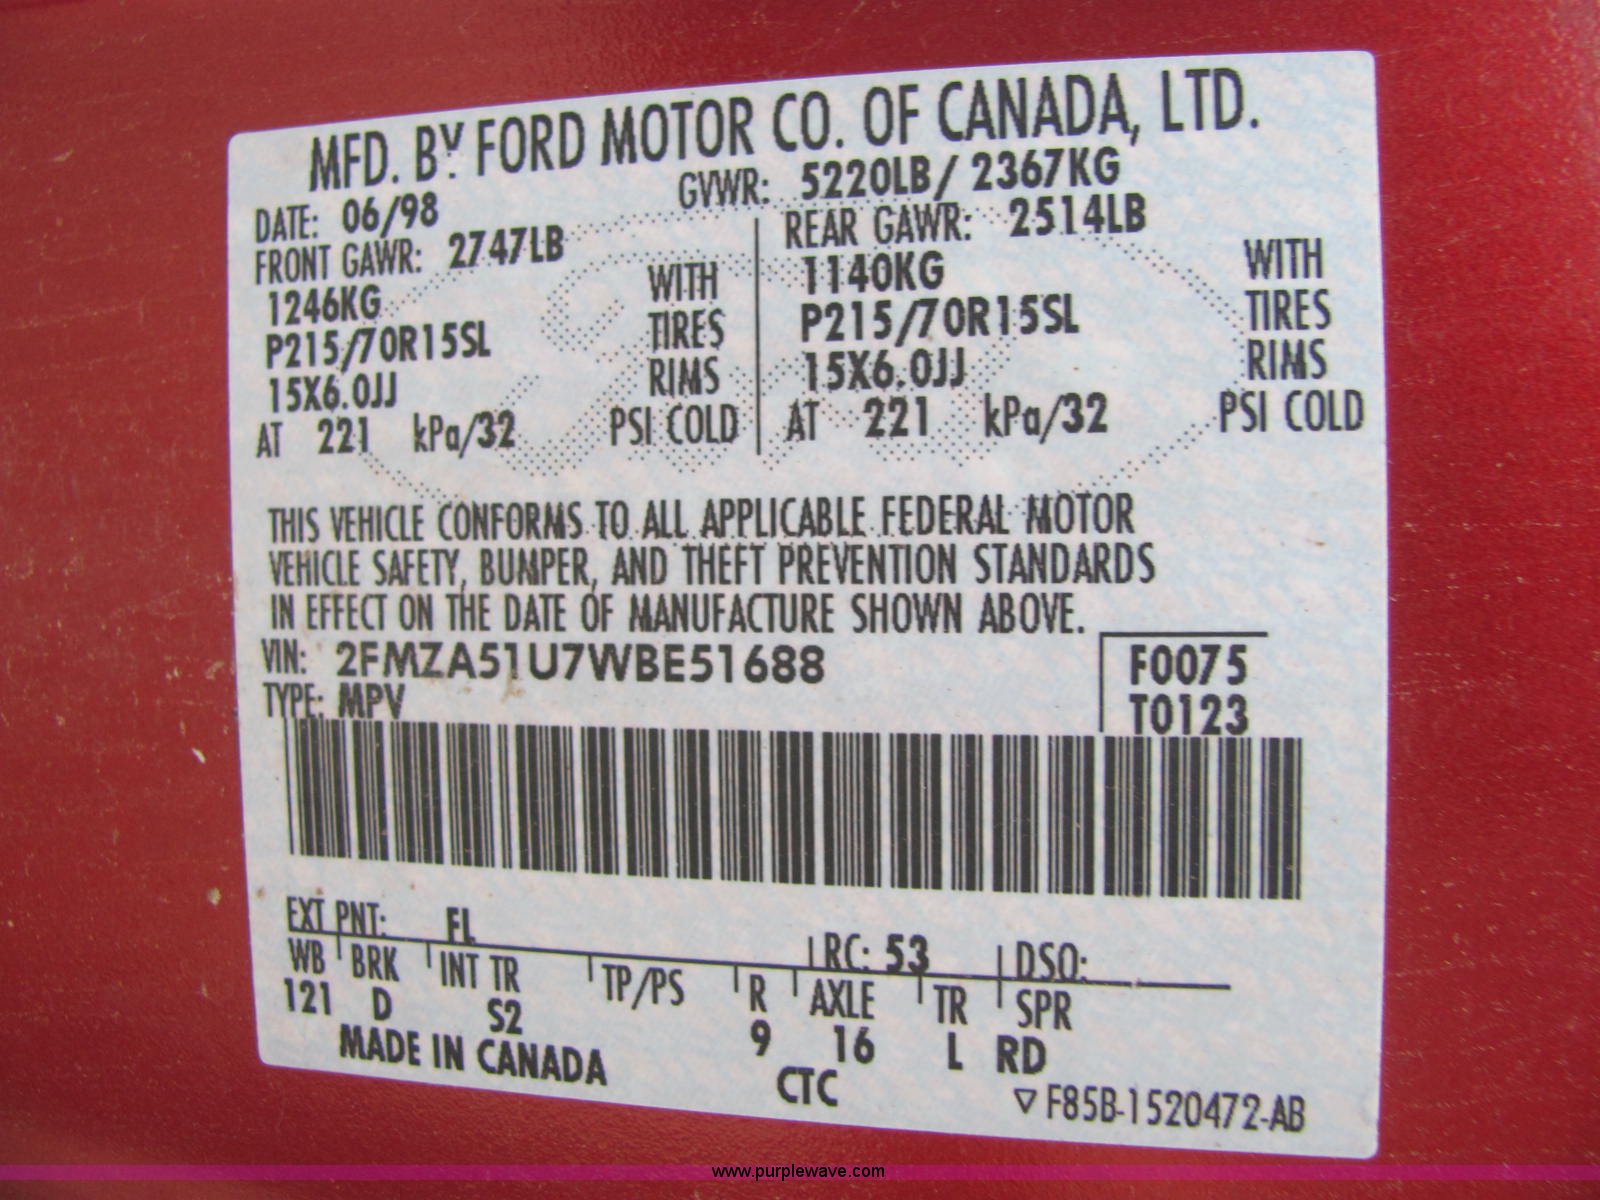 MFD. BY FORD MOTOR CO. OF CANADA, LTD.
DATE: 06/98 GVWR: 5220LB/ 2367KG
FRONT GAWR: 2747LB REAR GAWR: 2514LB
1246KG WITH 1140KG WITH
P215/70R15SL TIRES P215/70R15SL TIRES
15X6.0JJ RIMS 15X6.0JJ RIMS
AT 221 kPa/32 PSI COLD AT 221 kPa/32 PSI COLD
THIS VEHICLE CONFORMS TO ALL APPLICABLE FEDERAL MOTOR
VEHICLE SAFETY, BUMPER, AND THEFT PREVENTION STANDARDS
IN EFFECT ON THE DATE OF MANUFACTURE SHOWN ABOVE.
VIN: 2FMZA51U7WBE51688 F0075
TYPE: MPV T0123
EXT PNT: FL RC: 53 DSO:
WB BRK INT TR TP/PS R AXLE TR SPR
121 D S2 9 16 L RD
MADE IN CANADA CTC
▽ F85B-1520472-AB
www.purplewave.com